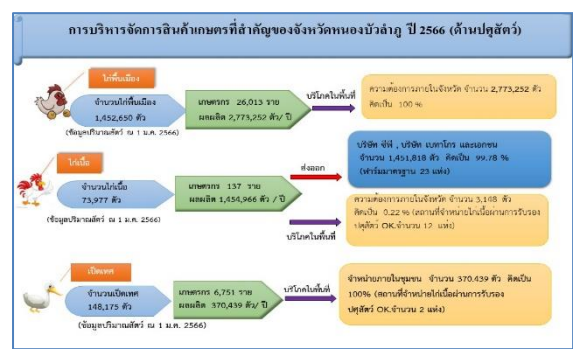 การบริหารจัดการสินค้าเกษตรที่สำคัญของจังหวัดหนองบัวลำภู ปี 2566 (ด้านปศุสัตว์)
ไก่พื้นเมือง
จำนวนไก่พื้นเมือง
1,452,650 ตัว
(ข้อมูลปริมาณสัตว์ ณ 1 ม.ค. 2566)
เกษตรกร 26,013 ราย
ผลผลิต 2,773,252 ตัว/ ปี
บริโภคในพื้นที่
ความต้องการภายในจังหวัด จำนวน 2,773,252 ตัว
คิดเป็น 100 %
ไก่เนื้อ
จำนวนไก่เนื้อ
73,977 ตัว
(ข้อมูลปริมาณสัตว์ ณ 1 ม.ค. 2566)
เกษตรกร 137 ราย
ผลผลิต 1,454,966 ตัว / ปี
ส่งออก
บริษัท ซีพี , บริษัท เบทาโกร และเอกชน
จำนวน 1,451,818 ตัว คิดเป็น 99.78 %
(ฟาร์มมาตรฐาน 23 แห่ง)
บริโภคในพื้นที่
ความต้องการภายในจังหวัด จำนวน 3,148 ตัว
คิดเป็น 0.22 % (สถานที่จำหน่ายไก่เนื้อผ่านการรับรอง
ปศุสัตว์ OK.จำนวน 12 แห่ง)
เป็ดเทศ
จำนวนเป็ดเทศ
148,175 ตัว
(ข้อมูลปริมาณสัตว์ ณ 1 ม.ค. 2566)
เกษตรกร 6,751 ราย
ผลผลิต 370,439 ตัว/ ปี
บริโภคในพื้นที่
จำหน่ายภายในชุมชน จำนวน 370.439 ตัว คิดเป็น
100% (สถานที่จำหน่ายไก่เนื้อผ่านการรับรอง
ปศุสัตว์ OK.จำนวน 2 แห่ง)